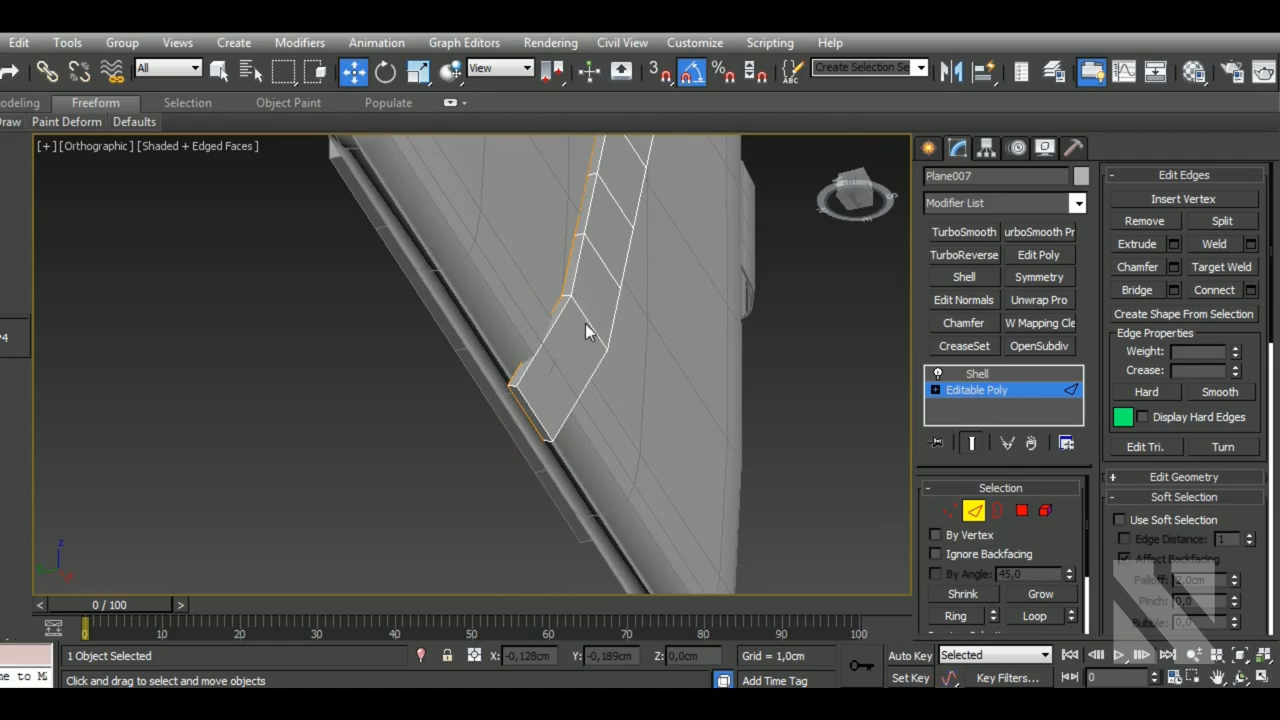 Edit Tools Group Views Create Modifiers Animation Graph Editors Rendering Civil View Customize Scripting Help
All View 3 % ABC Create Selection Se
odeling Freeform Selection Object Paint Populate
raw Paint Deform Defaults
[+] [Orthographic ] [Shaded + Edged Faces ]
Plane007
Modifier List
TurboSmooth urboSmooth Pr
TurboReverse Edit Poly
Shell Symmetry
Edit Normals Unwrap Pro
Chamfer W Mapping Cle
CreaseSet OpenSubdiv
Shell
Editable Poly
- Selection
By Vertex
Ignore Backfacing
By Angle: 45,0
Shrink Grow
Ring Loop
- Edit Edges
Insert Vertex
Remove Split
Extrude Weld
Chamfer Target Weld
Bridge Connect
Create Shape From Selection
Edge Properties
Weight:
Crease:
Hard Smooth
Display Hard Edges
Edit Tri. Turn
+ Edit Geometry
- Soft Selection
Use Soft Selection
Edge Distance: 1
Affect Backfacing
Falloff: 2,0cm
Pinch: 0,0
Bubble: 0,0
P4
z
< 0 / 100 >
0 10 20 30 40 50 60 70 80 90 100
1 Object Selected X: -0,128cm Y: -0,189cm Z: 0,0cm Grid = 1,0cm Auto Key Selected
me to M Click and drag to select and move objects Add Time Tag Set Key Key Filters... 0